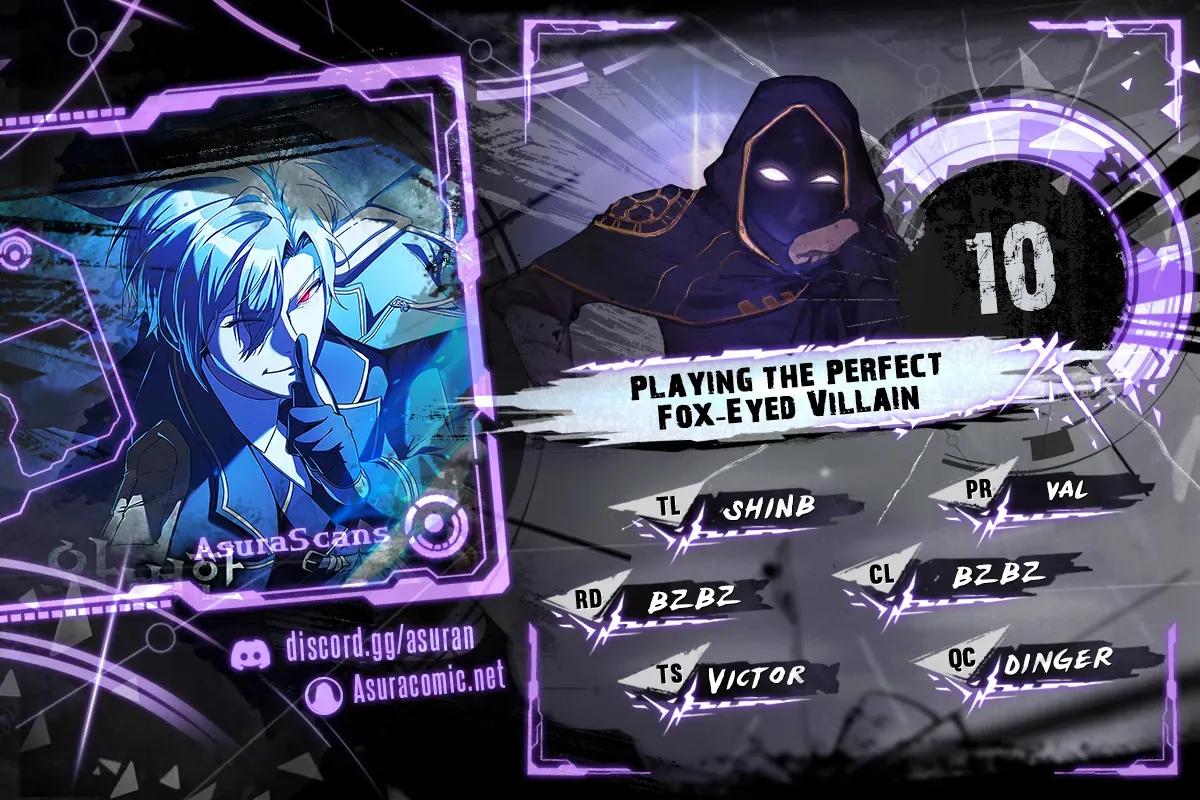 10
PLAYING THE PERFECT
FOX-EYED VILLAIN
TL SHINB
PR VAL
RD BZBZ
CL BZBZ
TS VICTOR
QC DINGER
AsuraScans
discord.gg/asuran
Asuracomic.net